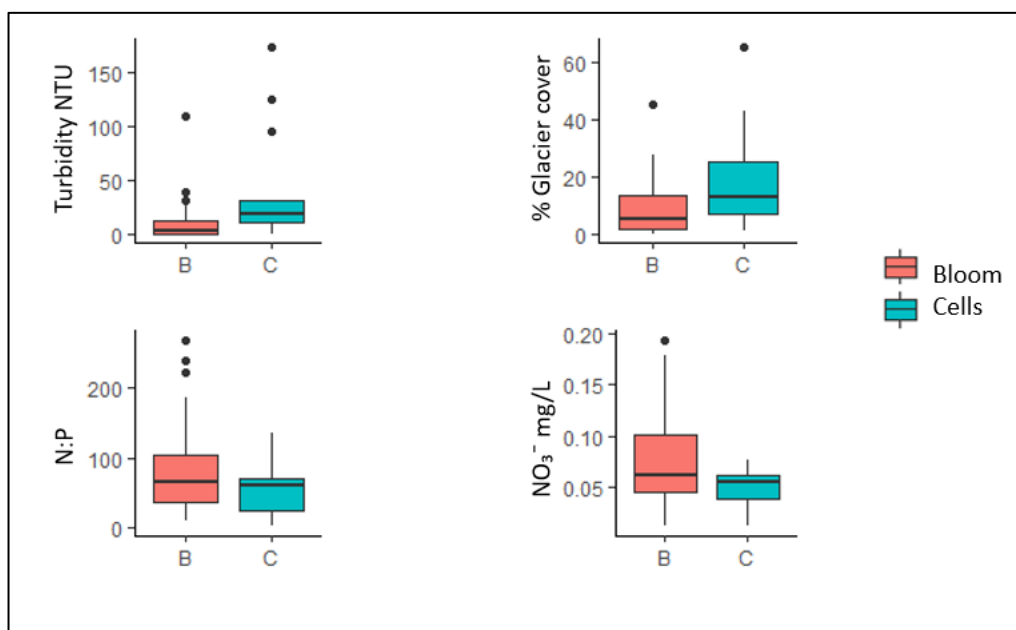 Turbidity NTU
150
100
50
0
B C
% Glacier cover
60
40
20
0
B C
Bloom
Cells
N:P
200
100
0
B C
NO₃⁻ mg/L
0.20
0.15
0.10
0.05
B C